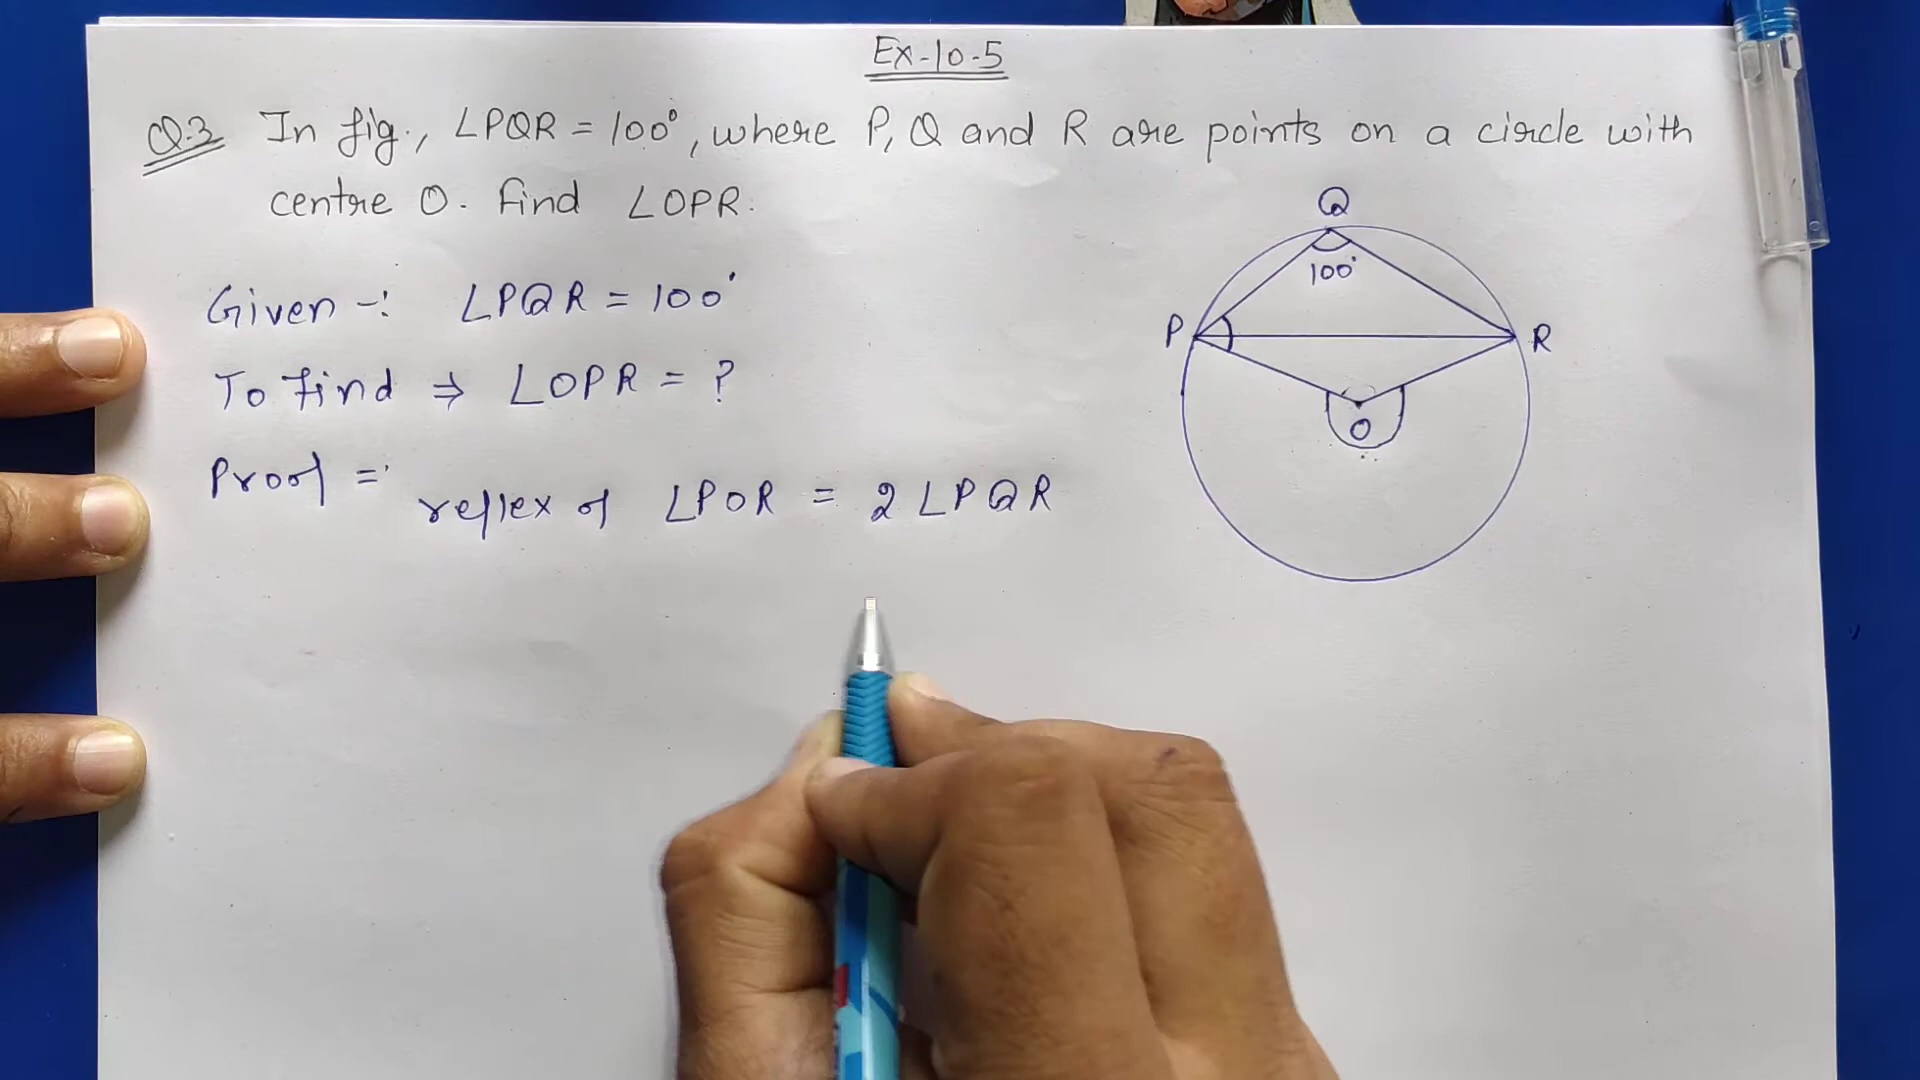 Ex-10.5
Q.3 In fig., ∠PQR = 100°, where P, Q and R are points on a circle with
centre O. find ∠OPR.
Given -: ∠PQR = 100°
To find ⇒ ∠OPR = ?
Proof =
reflex of ∠POR = 2 ∠PQR
Q
100°
P
R
O